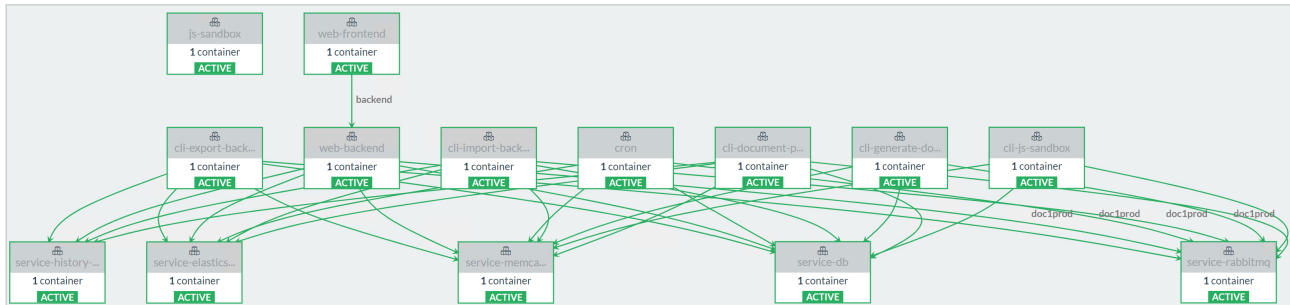 js-sandbox
web-frontend
1 container
1 container
ACTIVE
ACTIVE
backend
cli-export-back...
web-backend
cli-import-back...
cron
cli-document-p...
cli-generate-do...
cli-js-sandbox
1 container
1 container
1 container
1 container
1 container
1 container
1 container
ACTIVE
ACTIVE
ACTIVE
ACTIVE
ACTIVE
ACTIVE
ACTIVE
doc1prod
doc1prod
doc1prod
doc1prod
service-history-...
service-elastics...
service-memca...
service-db
service-rabbitmq
1 container
1 container
1 container
1 container
1 container
ACTIVE
ACTIVE
ACTIVE
ACTIVE
ACTIVE